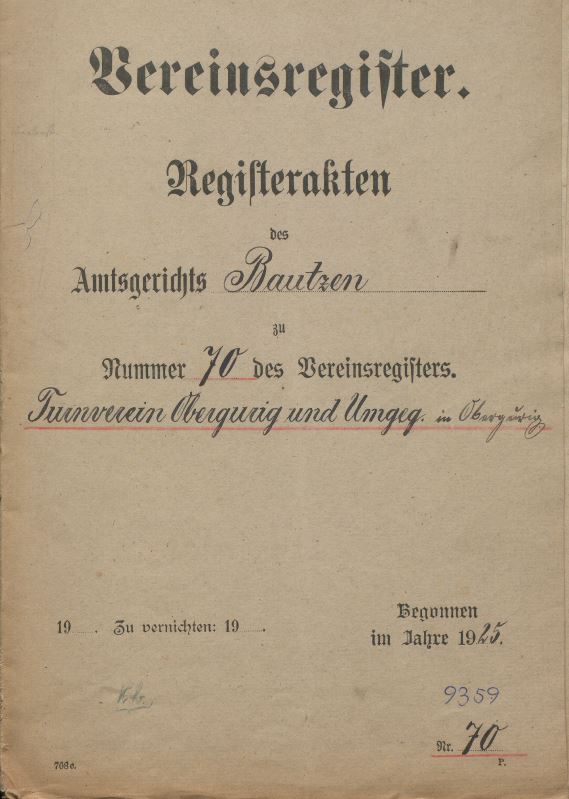 Vereinsregister.
Registerakten
des
Amtsgerichts Bautzen
zu
Nummer 70 des Vereinsregisters.
Turnverein Obergurig und Umgeg. in Obergurig
Begonnen
19 . Zu vernichten: 19 .
im Jahre 1925.
9359
Nr. 70
768c.
P.